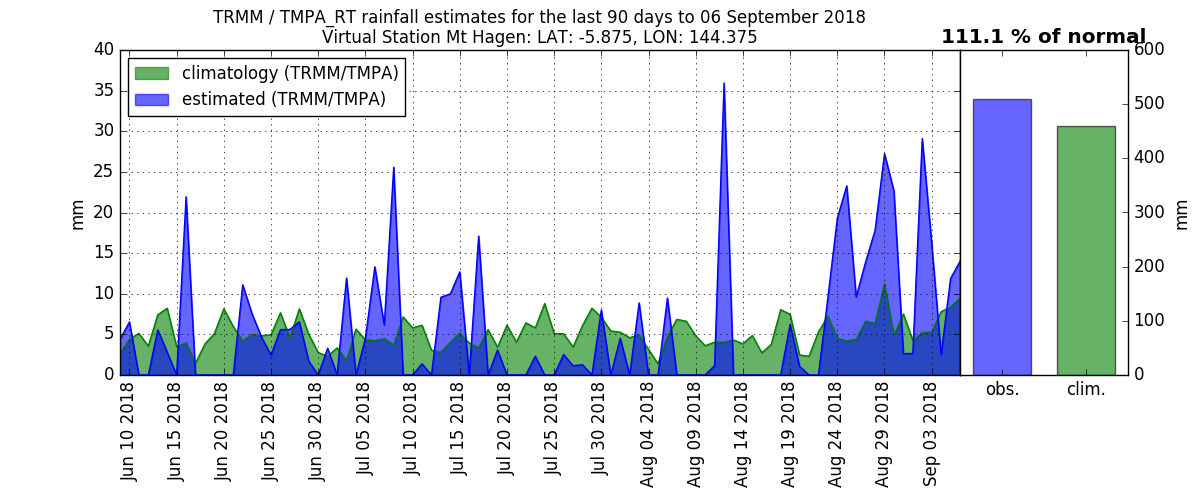 TRMM / TMPA_RT rainfall estimates for the last 90 days to 06 September 2018
Virtual Station Mt Hagen: LAT: -5.875, LON: 144.375
111.1 % of normal
climatology (TRMM/TMPA)
estimated (TRMM/TMPA)
mm
40
35
30
25
20
15
10
5
0
Jun 10 2018
Jun 15 2018
Jun 20 2018
Jun 25 2018
Jun 30 2018
Jul 05 2018
Jul 10 2018
Jul 15 2018
Jul 20 2018
Jul 25 2018
Jul 30 2018
Aug 04 2018
Aug 09 2018
Aug 14 2018
Aug 19 2018
Aug 24 2018
Aug 29 2018
Sep 03 2018
600
500
400
300
200
100
0
mm
obs.
clim.